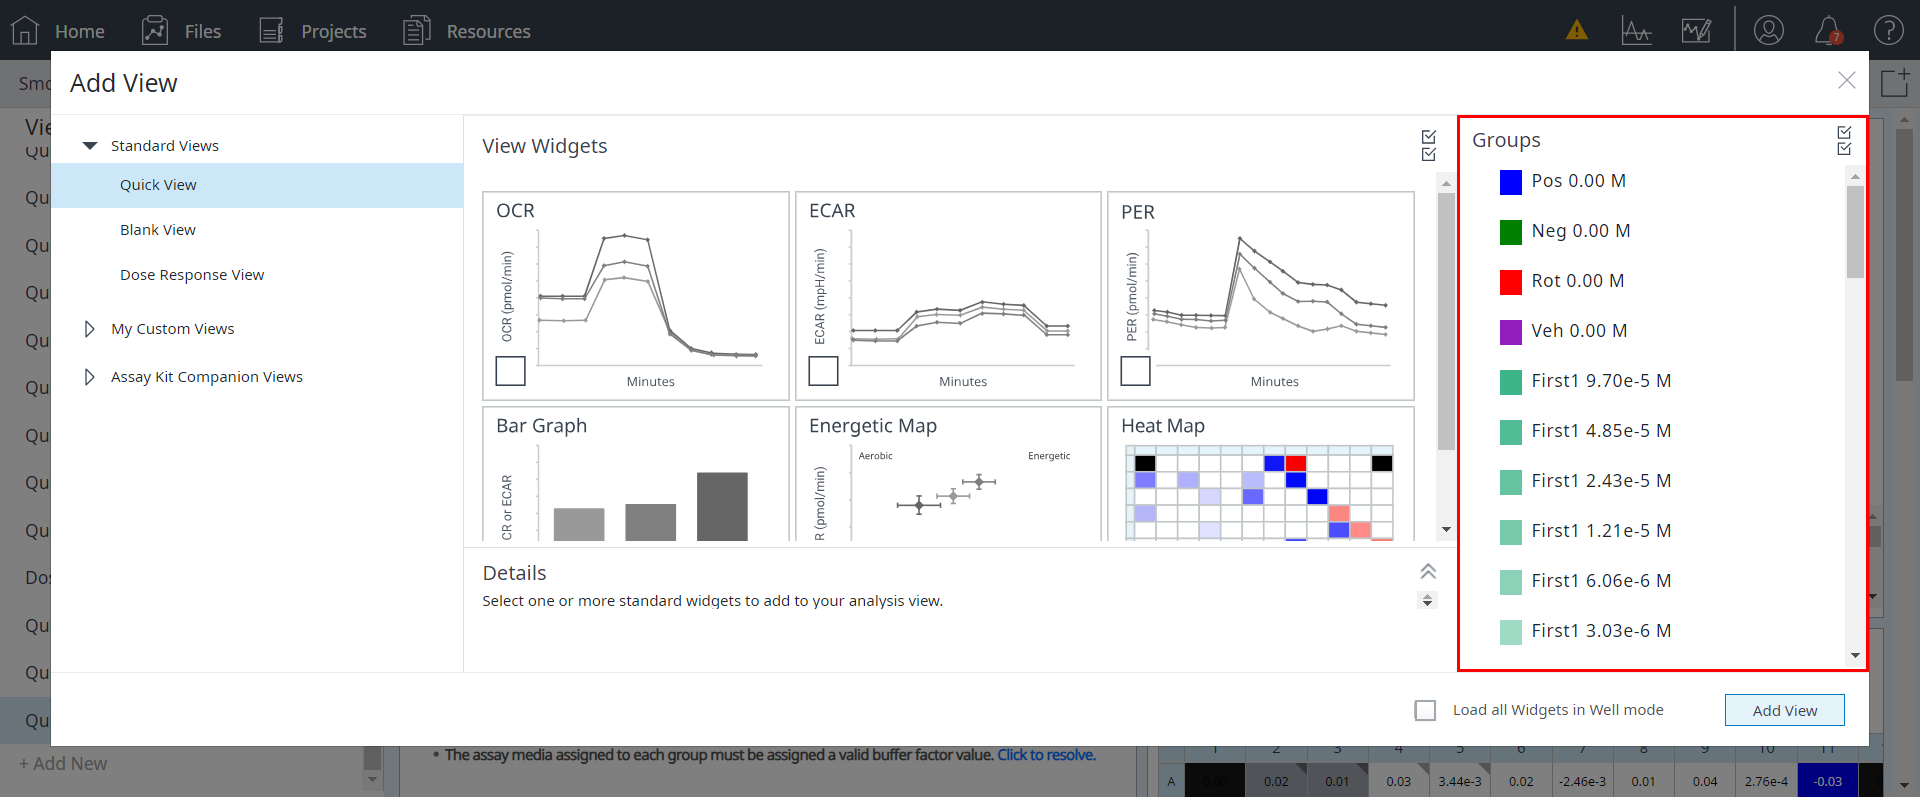 Home
Files
Projects
Resources
7
Add View
Standard Views
Quick View
Blank View
Dose Response View
My Custom Views
Assay Kit Companion Views
View Widgets
OCR
OCR (pmol/min)
Minutes
ECAR
ECAR (mpH/min)
Minutes
PER
PER (pmol/min)
Minutes
Bar Graph
CR or ECAR
Energetic Map
Aerobic
Energetic
R (pmol/min)
Heat Map
Details
Select one or more standard widgets to add to your analysis view.
Groups
Pos 0.00 M
Neg 0.00 M
Rot 0.00 M
Veh 0.00 M
First1 9.70e-5 M
First1 4.85e-5 M
First1 2.43e-5 M
First1 1.21e-5 M
First1 6.06e-6 M
First1 3.03e-6 M
Load all Widgets in Well mode
Add View
Smo
Vie
Qu
Qu
Qu
Qu
Qu
Qu
Qu
Qu
Qu
Dos
Qu
Qu
Qu
+ Add New
• The assay media assigned to each group must be assigned a valid buffer factor value. Click to resolve.
1 2 3 4 5 6 7 8 9 10 11
A 0.00 0.02 0.01 0.03 3.44e-3 0.02 -2.46e-3 0.01 0.04 2.76e-4 -0.03